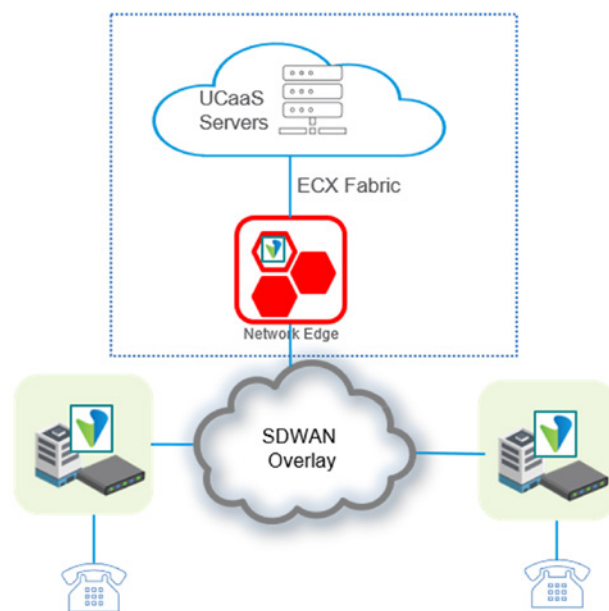 UCaaS
Servers
ECX Fabric
Network Edge
SDWAN
Overlay